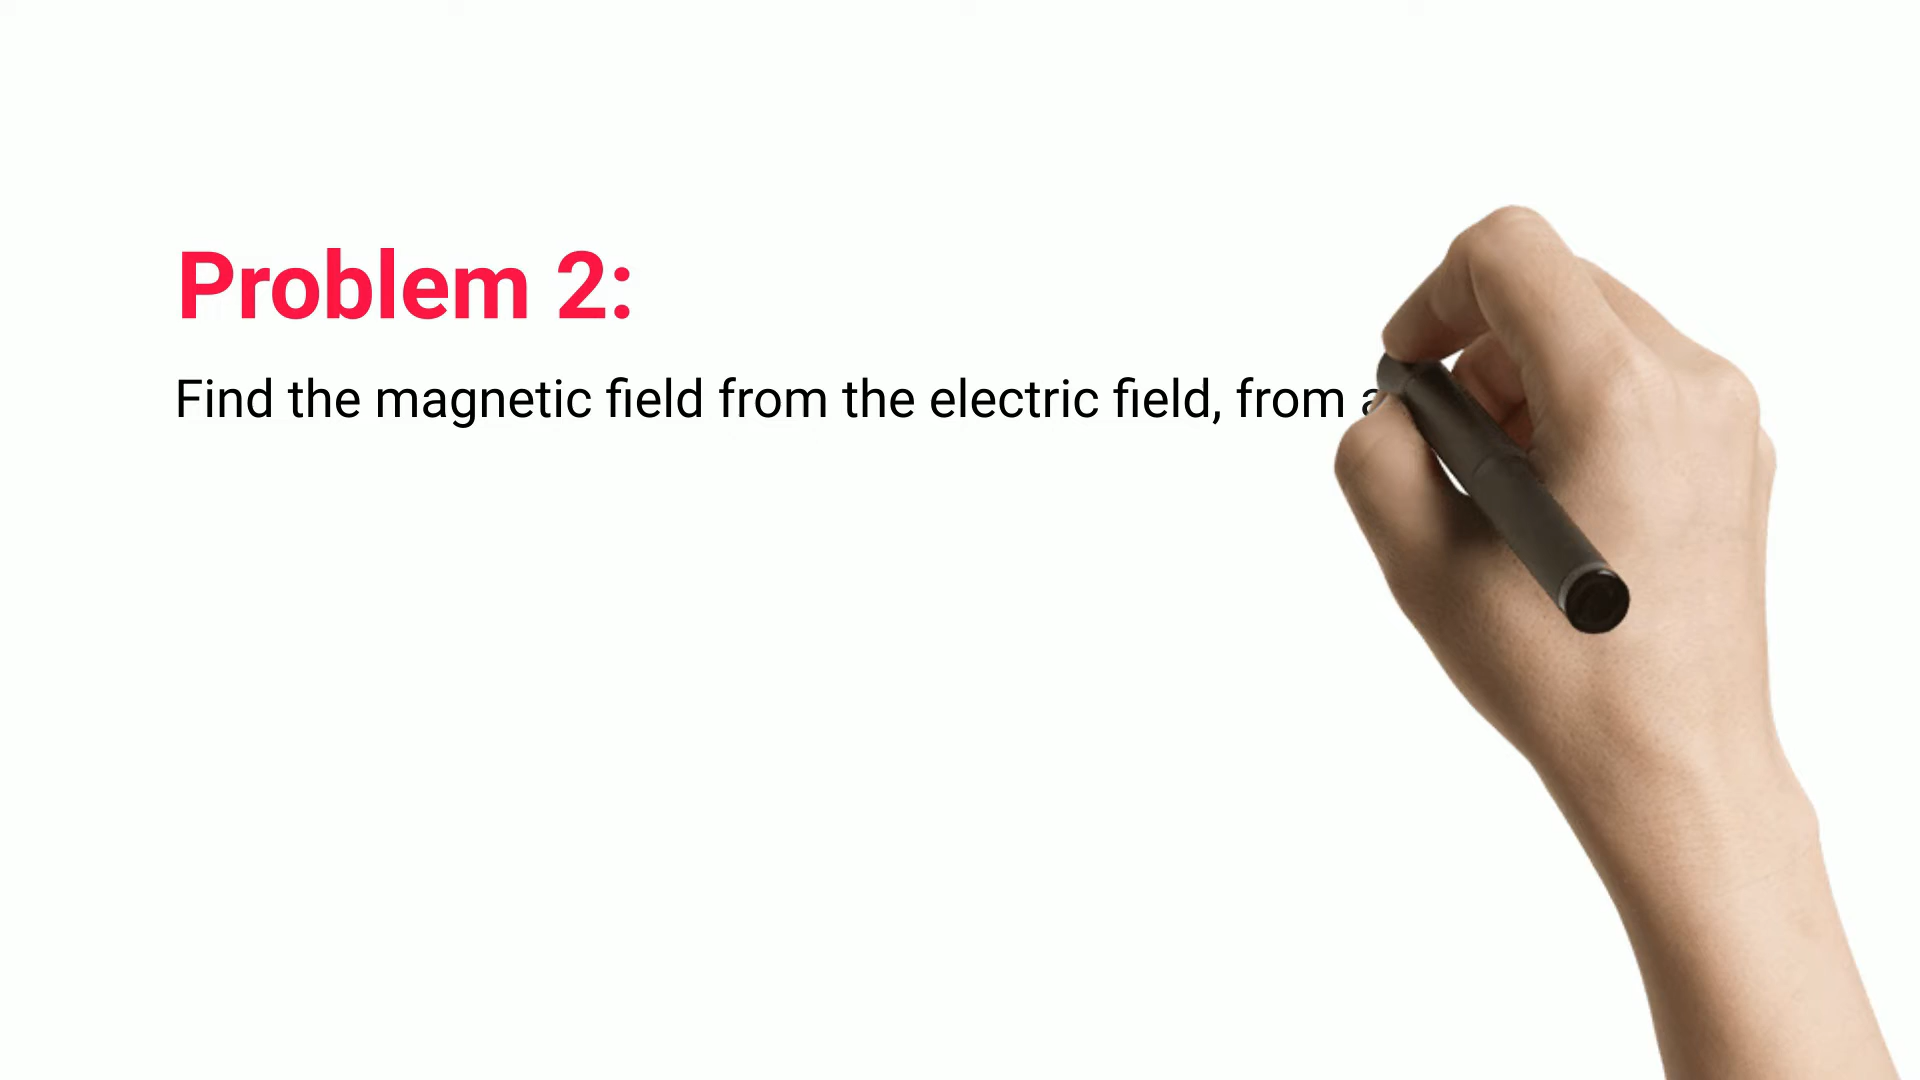 Problem 2:
Find the magnetic field from the electric field, from